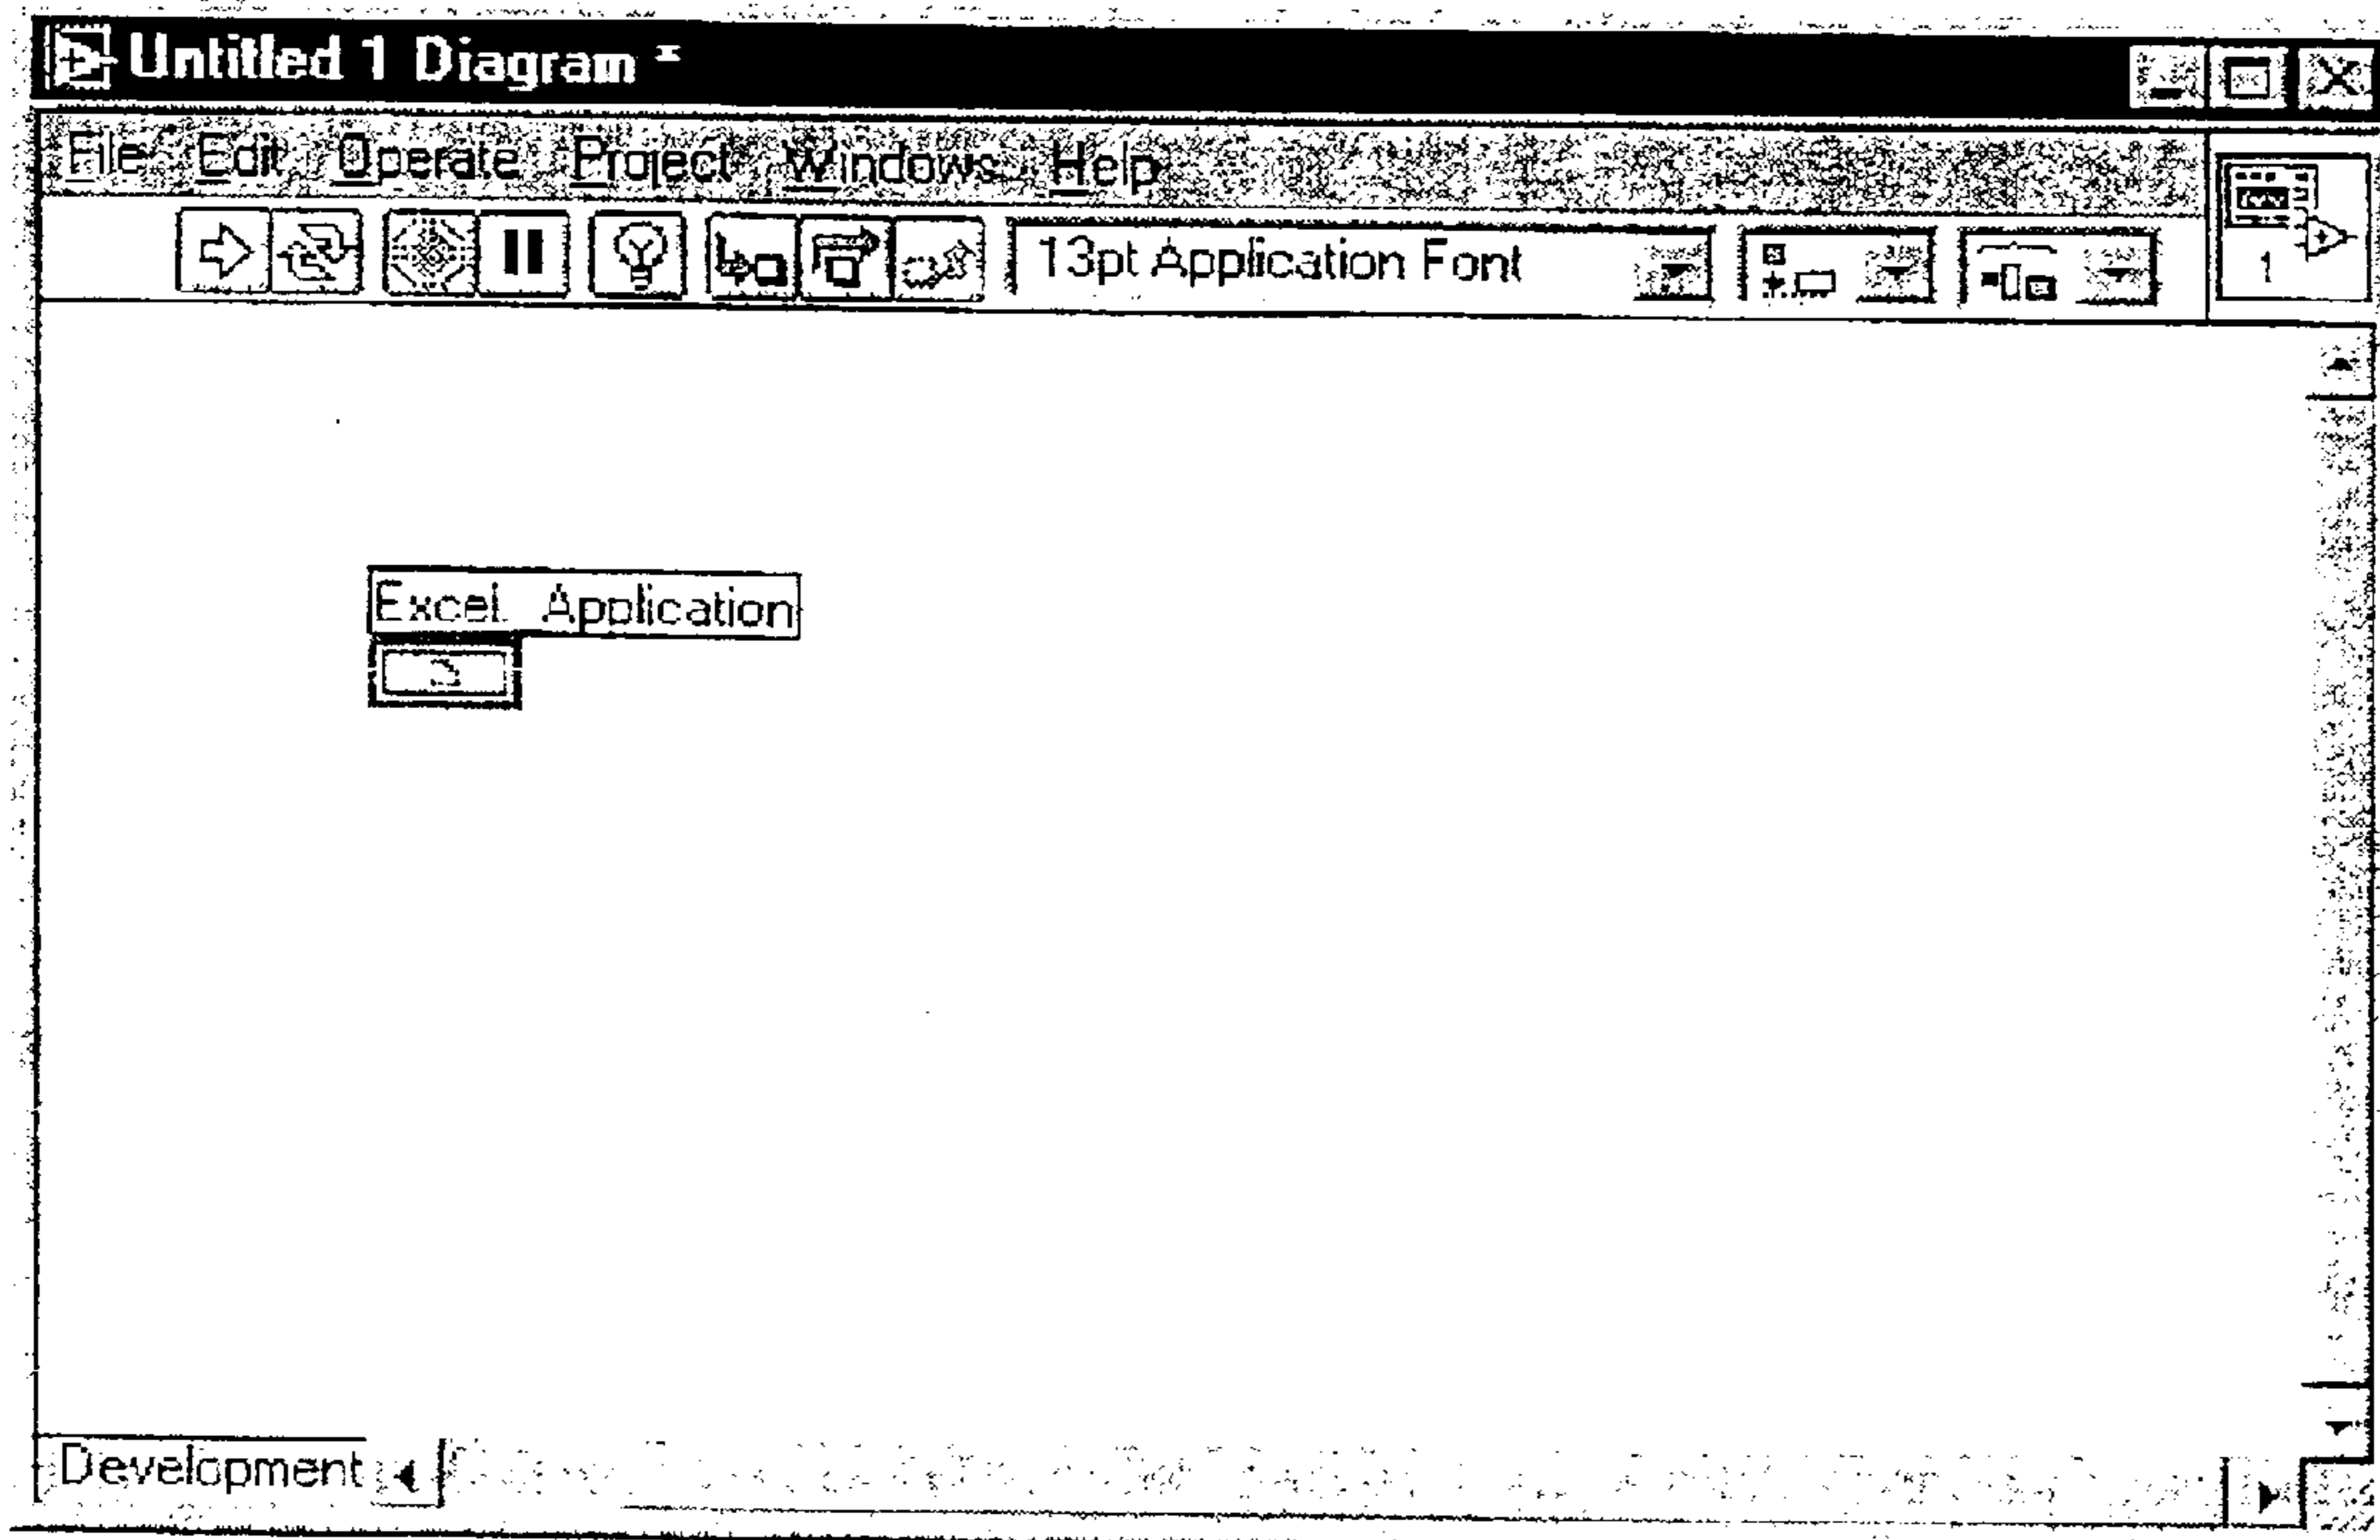 Untitled 1 Diagram *
File Edit Operate Project Windows Help
13pt Application Font
1
Excel. Application
Development